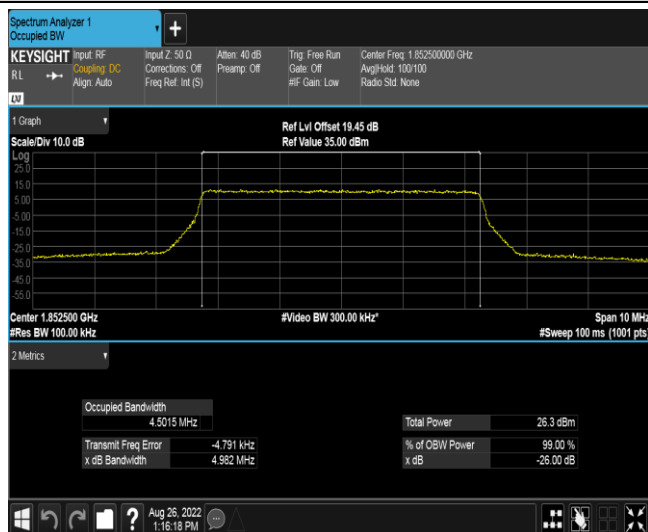 Spectrum Analyzer 1
Occupied BW
KEYSIGHT
R L
LXI
Input: RF
Coupling: DC
Align: Auto
Input Z: 50 Ω
Corrections: Off
Freq Ref: Int (S)
Atten: 40 dB
Preamp: Off
Trig: Free Run
Gate: Off
#IF Gain: Low
Center Freq: 1.852500000 GHz
Avg|Hold: 100/100
Radio Std: None
1 Graph
Scale/Div 10.0 dB
Ref Lvl Offset 19.45 dB
Ref Value 35.00 dBm
Log
25.0
15.0
5.00
-5.00
-15.0
-25.0
-35.0
-45.0
-55.0
Center 1.852500 GHz
#Res BW 100.00 kHz
#Video BW 300.00 kHz*
Span 10 MHz
#Sweep 100 ms (1001 pts)
2 Metrics
Occupied Bandwidth
4.5015 MHz
Transmit Freq Error -4.791 kHz
x dB Bandwidth 4.982 MHz
Total Power 26.3 dBm
% of OBW Power 99.00 %
x dB -26.00 dB
?
Aug 26, 2022
1:16:18 PM